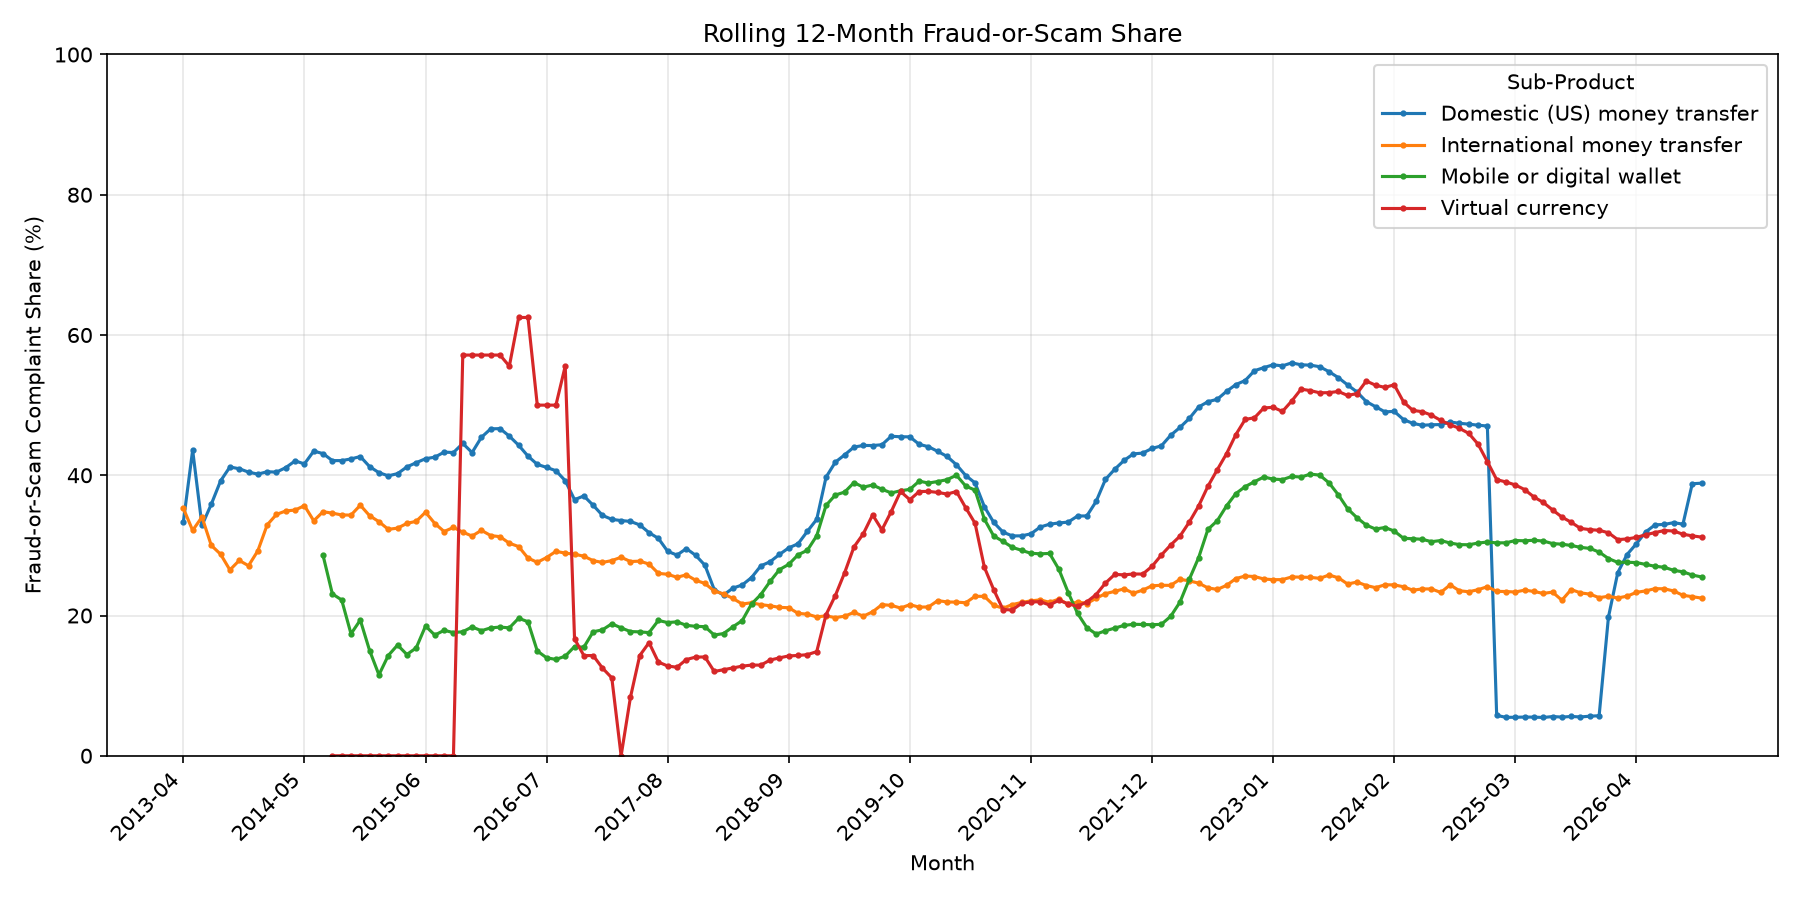 Rolling 12-Month Fraud-or-Scam Share
Fraud-or-Scam Complaint Share (%)
100
80
60
40
20
0
Sub-Product
Domestic (US) money transfer
International money transfer
Mobile or digital wallet
Virtual currency
2013-04
2014-05
2015-06
2016-07
2017-08
2018-09
2019-10
2020-11
2021-12
2023-01
2024-02
2025-03
2026-04
Month